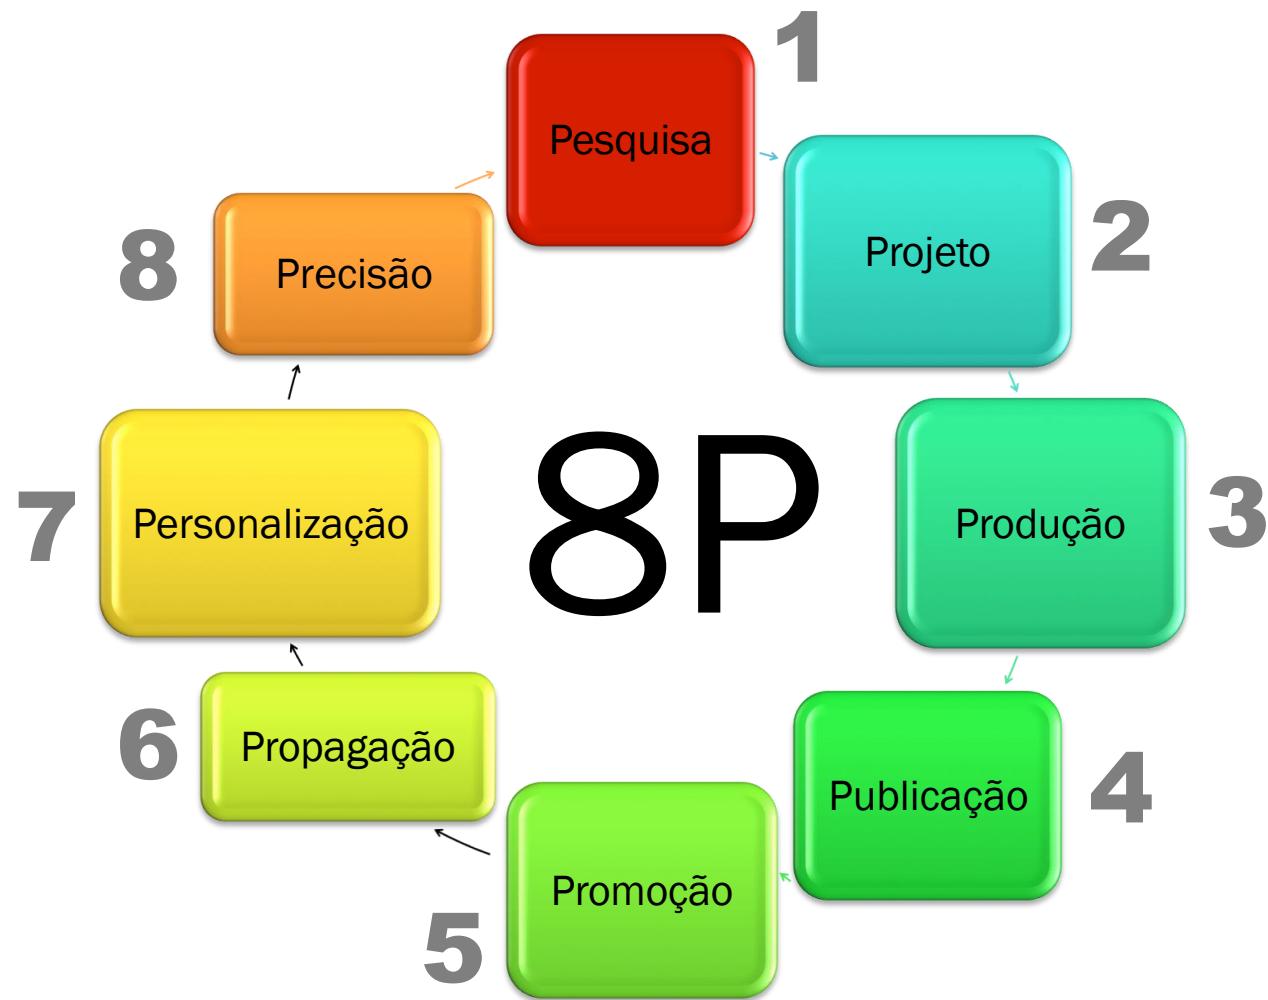 1
Pesquisa
2
Projeto
3
Produção
4
Publicação
5
Promoção
6
Propagação
7
Personalização
8
Precisão
8P